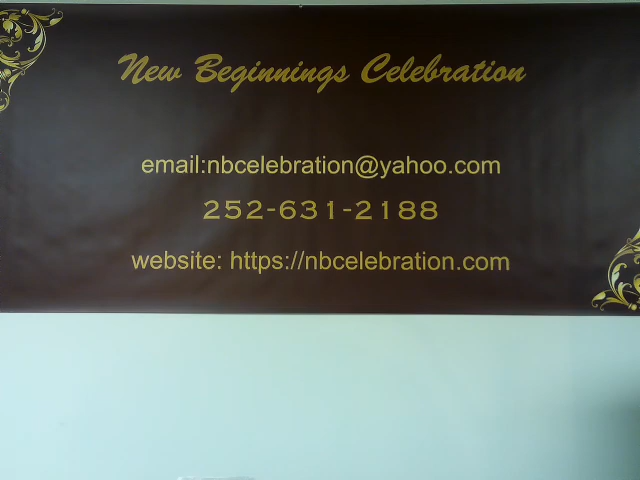 New Beginnings Celebration
email:nbcelebration@yahoo.com
252-631-2188
website: https://nbcelebration.com